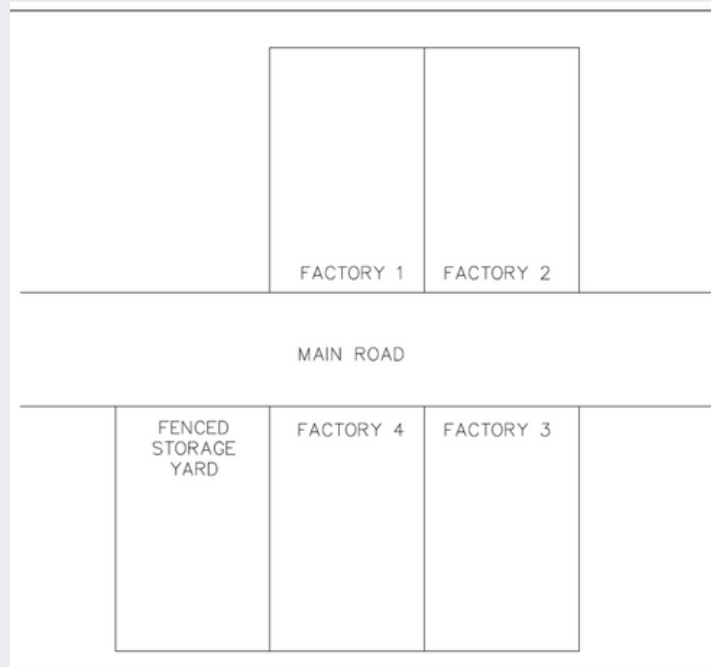 FACTORY 1
FACTORY 2
MAIN ROAD
FENCED
STORAGE
YARD
FACTORY 4
FACTORY 3